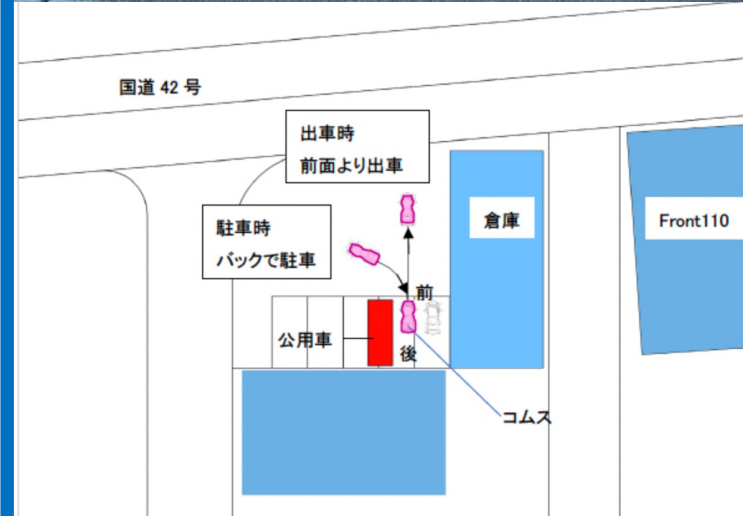 国道 42 号
出車時
前面より出車
駐車時
バックで駐車
倉庫
Front110
前
公用車
後
コムス